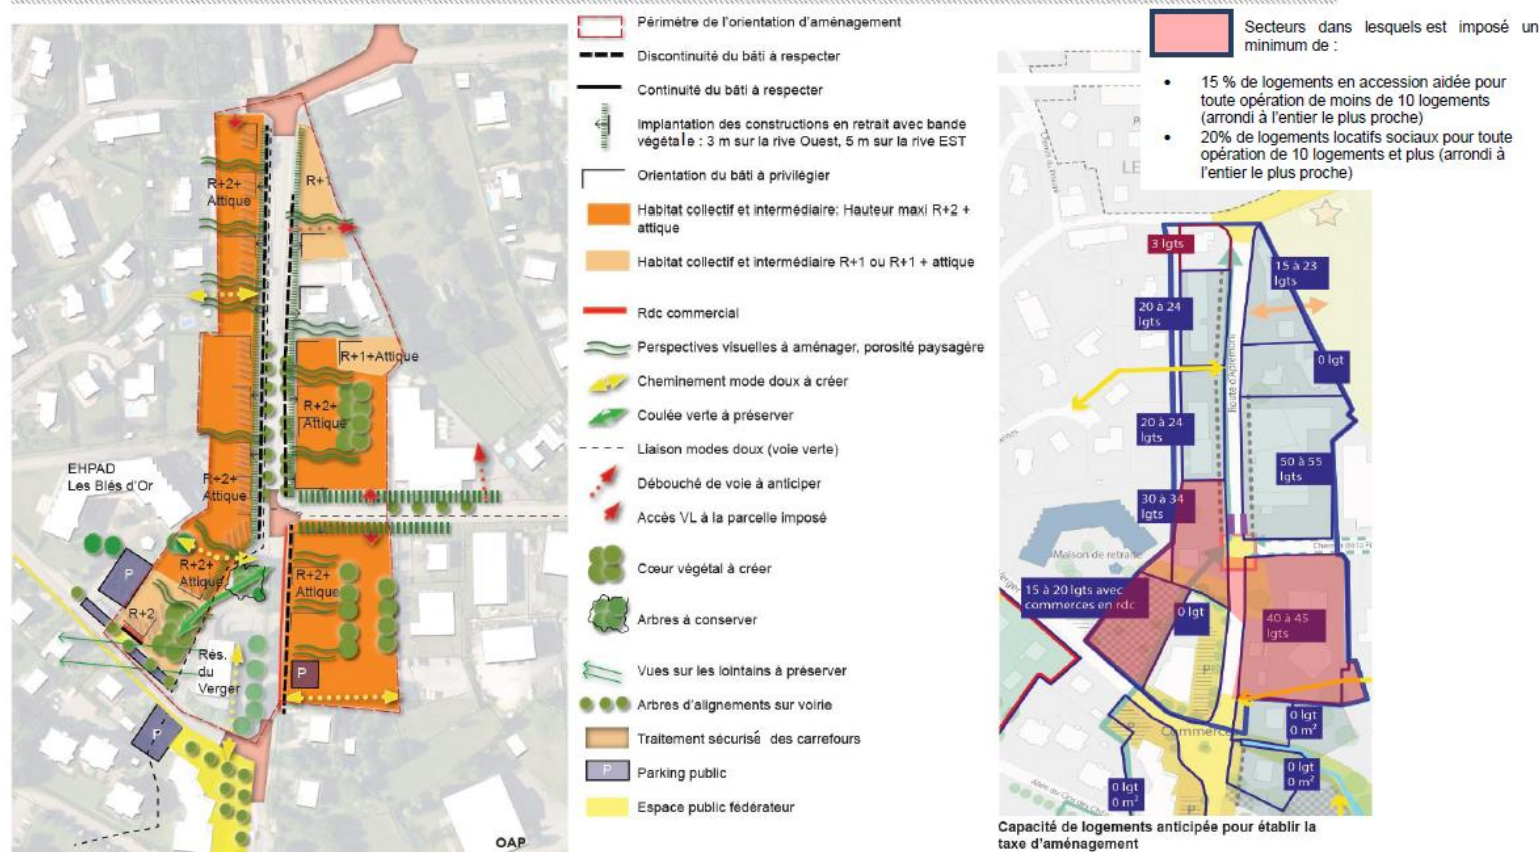 R+2+
Attique
R+1
R+1+Attique
R+2+
Attique
EHPAD
Les Blés d'Or
R+2+
Attique
P
R+2+
Attique
R+2
R+2+
Attique
Rés.
du
Verger
P
P
OAP
Périmètre de l'orientation d'aménagement
Discontinuité du bâti à respecter
Continuité du bâti à respecter
Implantation des constructions en retrait avec bande
végétale : 3 m sur la rive Ouest, 5 m sur la rive EST
Orientation du bâti à privilégier
Habitat collectif et intermédiaire: Hauteur maxi R+2 +
attique
Habitat collectif et intermédiaire R+1 ou R+1 + attique
Rdc commercial
Perspectives visuelles à aménager, porosité paysagère
Cheminement mode doux à créer
Coulée verte à préserver
Liaison modes doux (voie verte)
Débouché de voie à anticiper
Accès VL à la parcelle imposé
Cœur végétal à créer
Arbres à conserver
Vues sur les lointains à préserver
Arbres d'alignements sur voirie
Traitement sécurisé des carrefours
P Parking public
Espace public fédérateur
Secteurs dans lesquels est imposé un
minimum de :
• 15 % de logements en accession aidée pour
toute opération de moins de 10 logements
(arrondi à l'entier le plus proche)
• 20% de logements locatifs sociaux pour toute
opération de 10 logements et plus (arrondi à
l'entier le plus proche)
LE
3 lgts
15 à 23
lgts
20 à 24
lgts
0 lgt
Route d'Apremont
20 à 24
lgts
50 à 55
lgts
30 à 34
lgts
Maison de retraite
15 à 20 lgts avec
commerces en rdc
0 lgt
40 à 45
lgts
P
Commerce
0 lgt
0 m²
0 lgt
0 m²
0 lgt
0 m²
P
P
Capacité de logements anticipée pour établir la
taxe d'aménagement